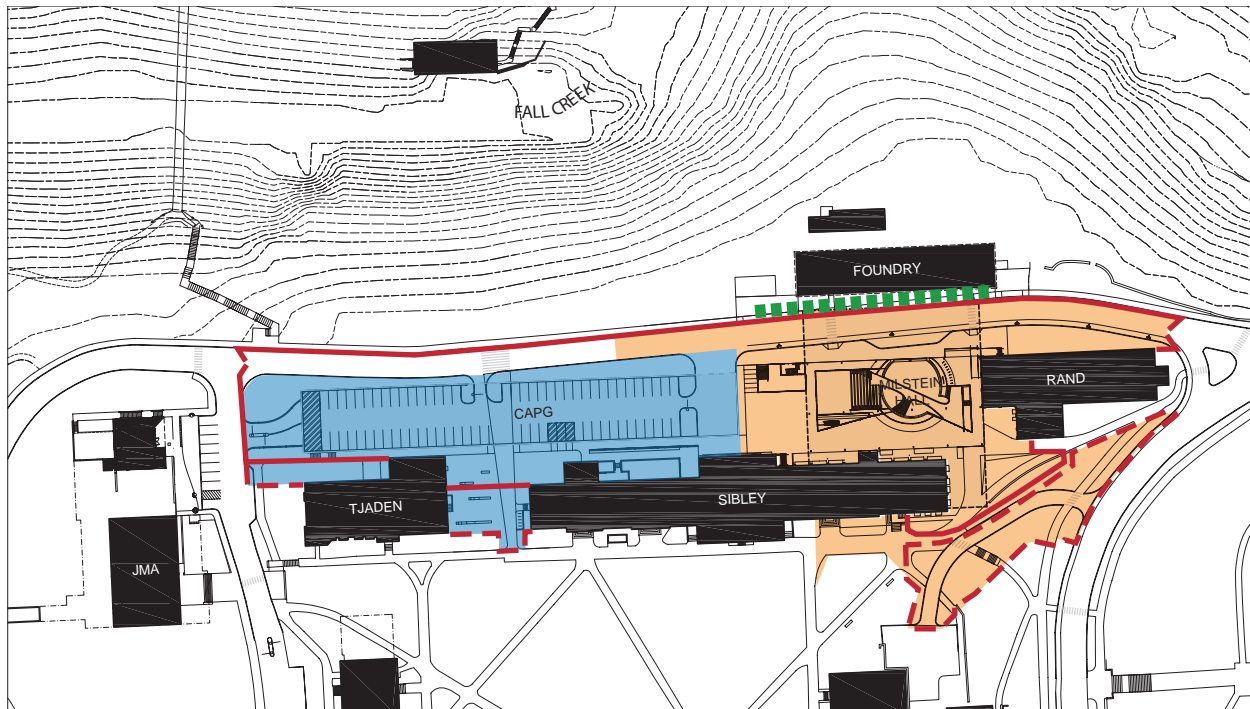 FALL CREEK
FOUNDRY
MILSTEIN
HALL
RAND
CAPG
SIBLEY
TJADEN
JMA